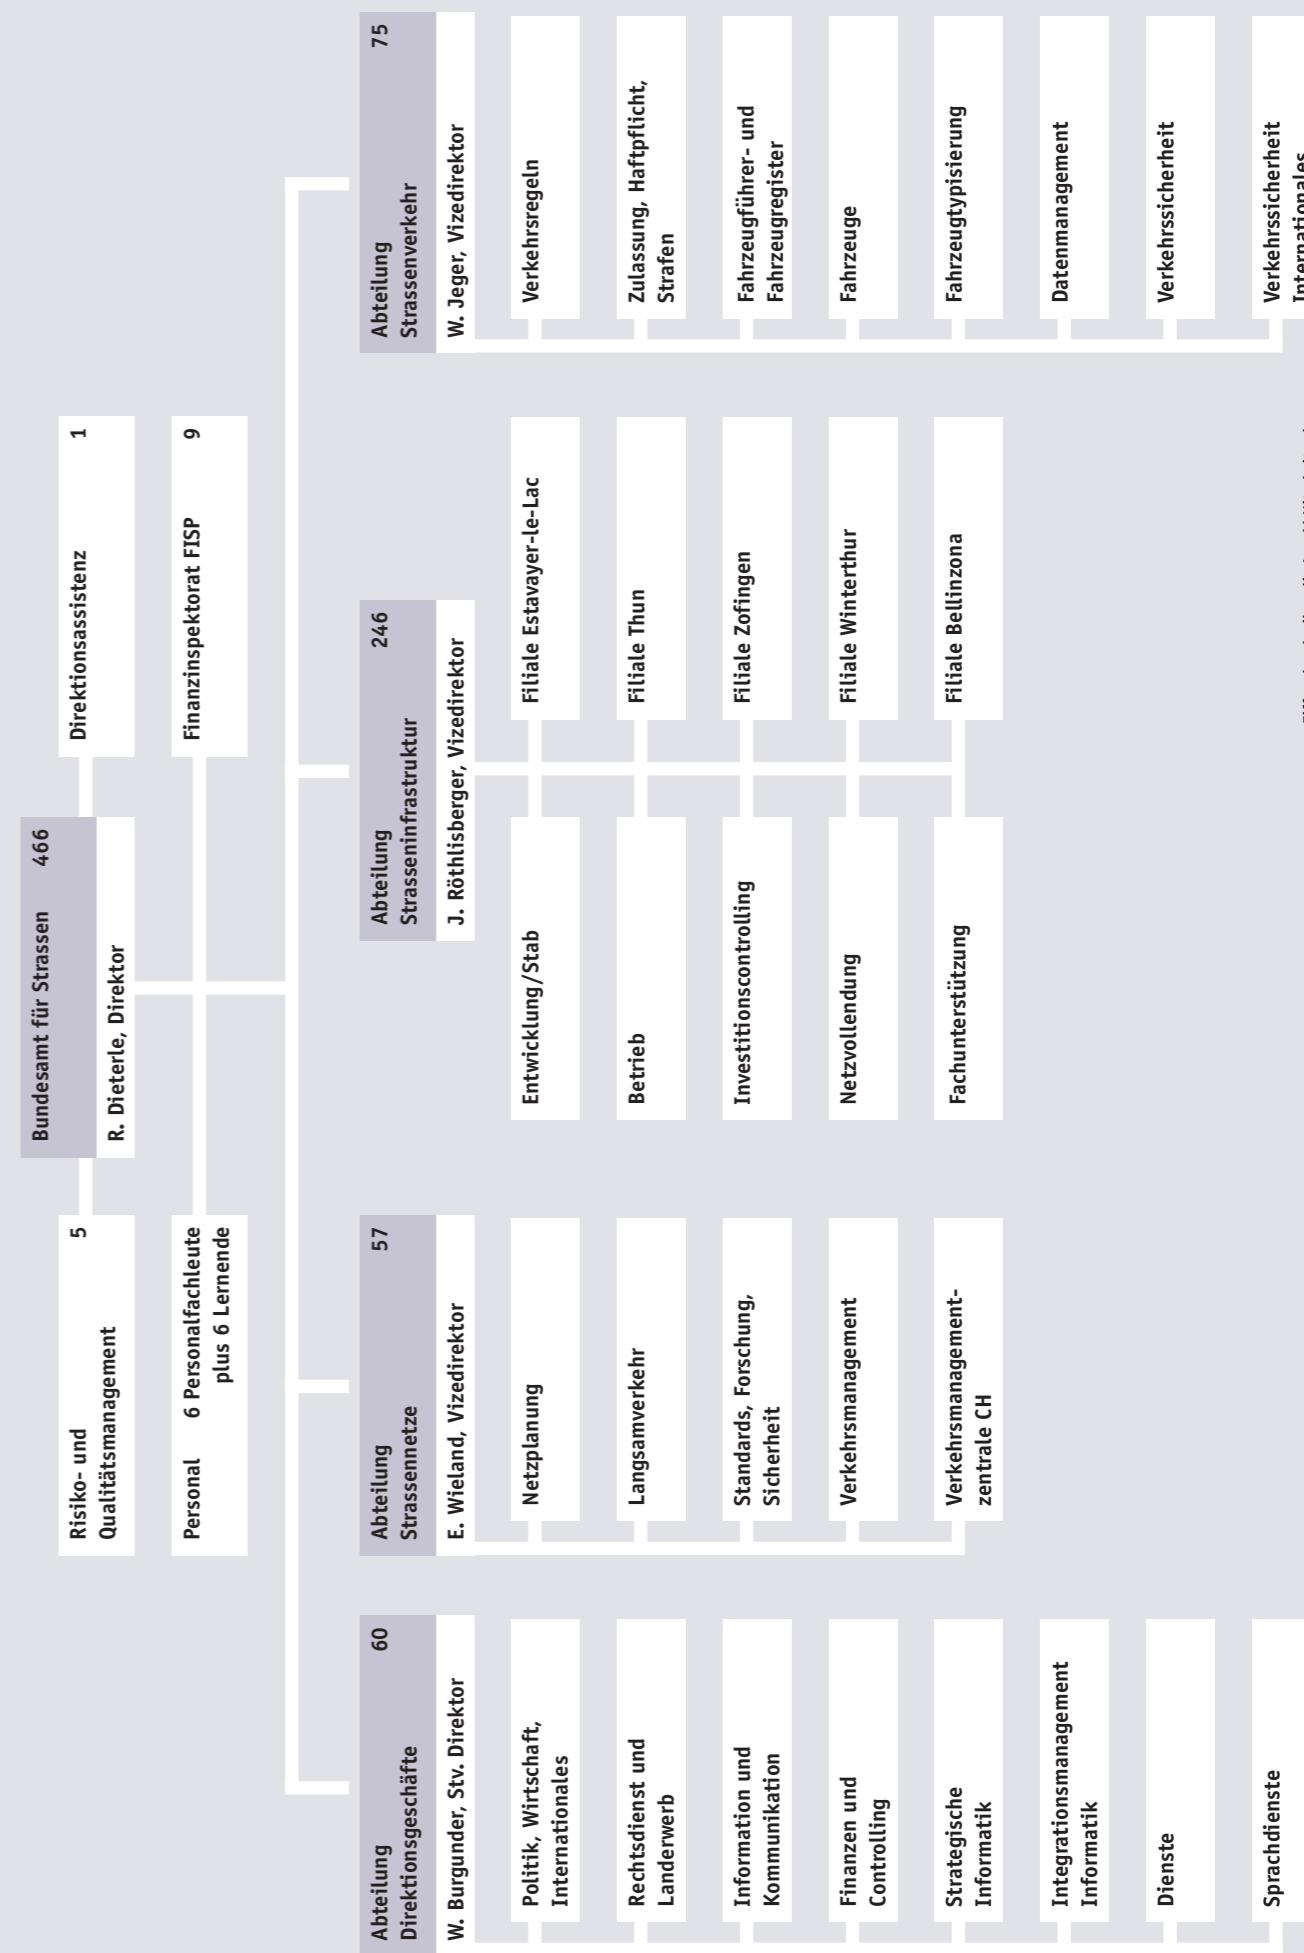 Bundesamt für Strassen 466
R. Dieterle, Direktor
Risiko- und 5
Qualitätsmanagement
Direktionsassistenz 1
Personal 6 Personalfachleute
plus 6 Lernende
Finanzinspektorat FISP 9
Abteilung 60
Direktionsgeschäfte
W. Burgunder, Stv. Direktor
Politik, Wirtschaft,
Internationales
Rechtsdienst und
Landerwerb
Information und
Kommunikation
Finanzen und
Controlling
Strategische
Informatik
Integrationsmanagement
Informatik
Dienste
Sprachdienste
Abteilung 57
Strassennetze
E. Wieland, Vizedirektor
Netzplanung
Langsamverkehr
Standards, Forschung,
Sicherheit
Verkehrsmanagement
Verkehrsmanagement-
zentrale CH
Abteilung 246
Strasseninfrastruktur
J. Röthlisberger, Vizedirektor
Entwicklung/Stab
Betrieb
Investitionscontrolling
Netzvollendung
Fachunterstützung
Filiale Estavayer-le-Lac
Filiale Thun
Filiale Zofingen
Filiale Winterthur
Filiale Bellinzona
Abteilung 75
Strassenverkehr
W. Jeger, Vizedirektor
Verkehrsregeln
Zulassung, Haftpflicht,
Strafen
Fahrzeugführer- und
Fahrzeugregister
Fahrzeuge
Fahrzeugtypisierung
Datenmanagement
Verkehrssicherheit
Verkehrssicherheit
Internationales